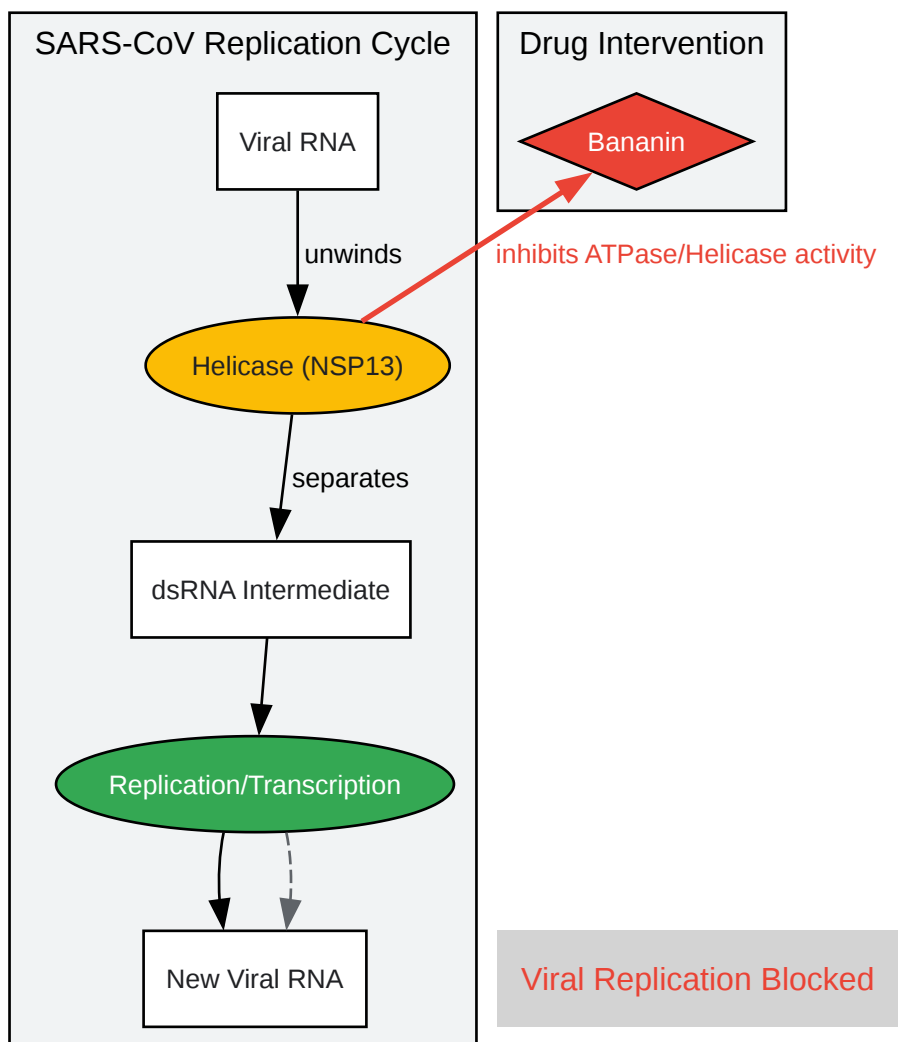 SARS-CoV Replication Cycle
Drug Intervention
Viral RNA
Bananin
unwinds
inhibits ATPase/Helicase activity
Helicase (NSP13)
separates
dsRNA Intermediate
Replication/Transcription
New Viral RNA
Viral Replication Blocked